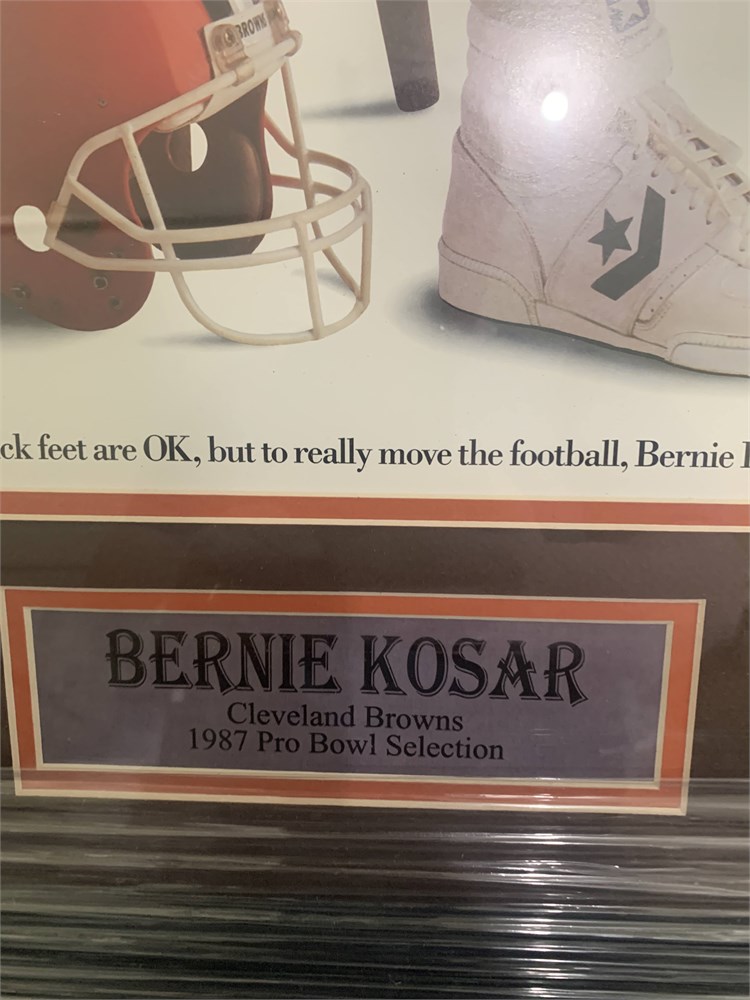 BROWNS
ck feet are OK, but to really move the football, Bernie
BERNIE KOSAR
Cleveland Browns
1987 Pro Bowl Selection